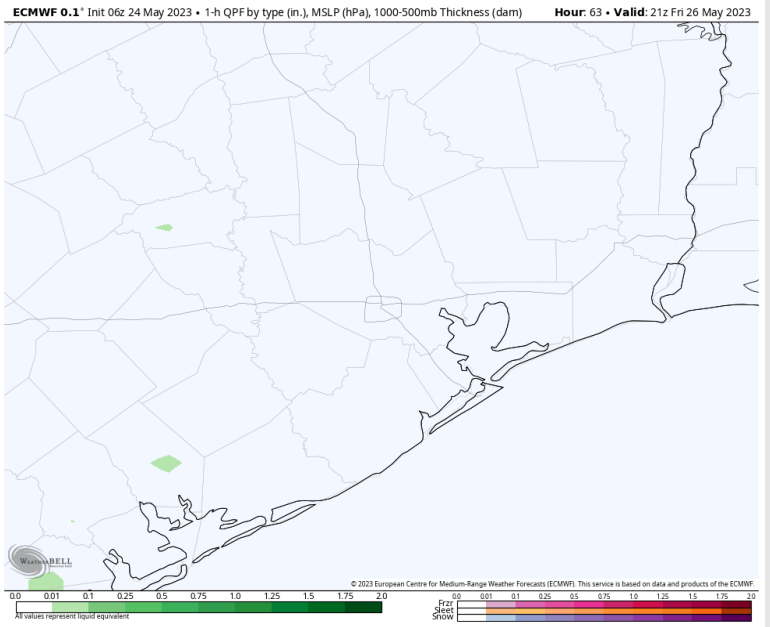 ECMWF 0.1° Init 06z 24 May 2023 • 1-h QPF by type (in.), MSLP (hPa), 1000-500mb Thickness (dam)
Hour: 63 • Valid: 21z Fri 26 May 2023
WeatherBELL
© 2023 European Centre for Medium-Range Weather Forecasts (ECMWF). This service is based on data and products of the ECMWF.
0.0 0.01 0.1 0.25 0.5 0.75 1.0 1.25 1.5 1.75 2.0
All values represent liquid equivalent
0.0 0.01 0.1 0.25 0.5 0.75 1.0 1.25 1.5 1.75 2.0
Frzr
Sleet
Snow